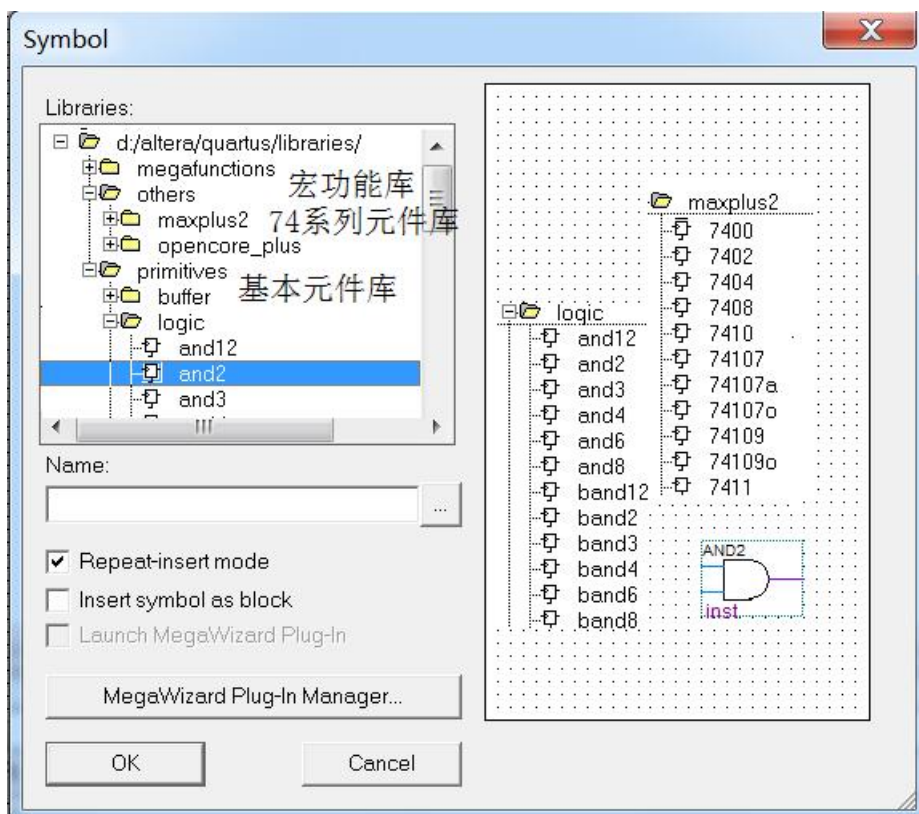 Symbol
Libraries:
d:/altera/quartus/libraries/
megafunctions 宏功能库
others
maxplus2 74系列元件库
opencore_plus
primitives 基本元件库
buffer
logic
and12
and2
and3
Name:
...
Repeat-insert mode
Insert symbol as block
Launch MegaWizard Plug-In
MegaWizard Plug-In Manager...
OK
Cancel
logic
and12
and2
and3
and4
and6
and8
band12
band2
band3
band4
band6
band8
maxplus2
7400
7402
7404
7408
7410
74107
74107a
74107o
74109
74109o
7411
AND2
inst